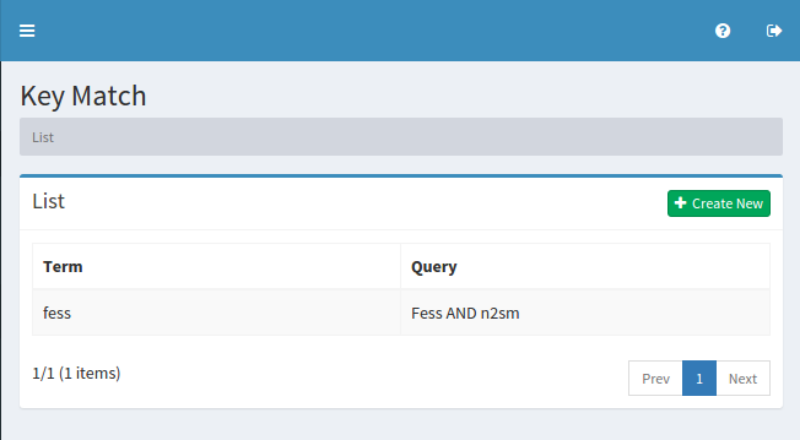 Key Match
List
List
Create New
Term Query
fess Fess AND n2sm
1/1 (1 items)
Prev 1 Next